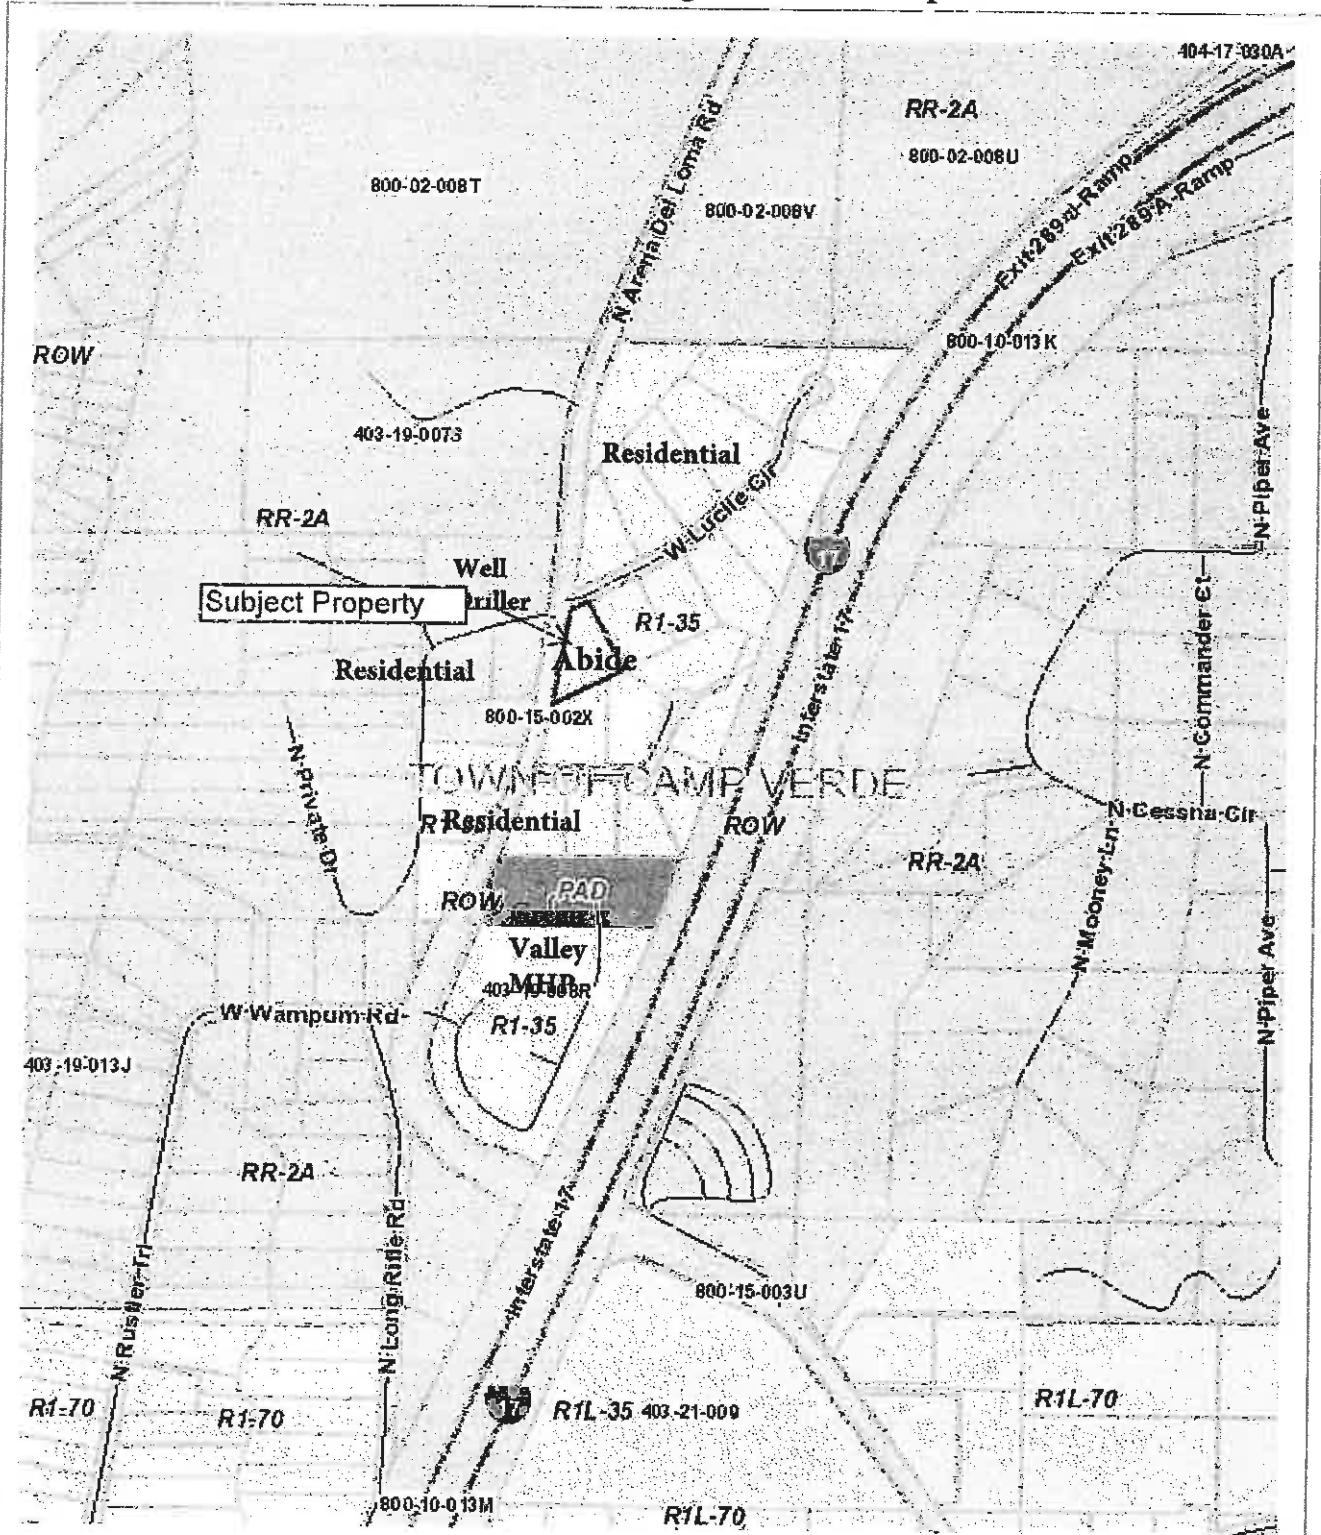 404-17-030A
RR-2A
800-02-008U
800-02-008T
800-02-008V
N Arena Del Loma Rd
Exit 289 J-Ramp
Exit 289 A-Ramp
ROW
800-10-013K
N Piper Ave
403-19-007S
Residential
W Lucile Cir
RR-2A
17
Well
Driller
Subject Property
R1-35
N Commander Ct
Residential
Abide
800-15-002X
Interstate 17
N Private Dr
TOWN OF CAMP VERDE
N Cessna Cir
Residential
ROW
RR-2A
PAD
ROW
N Mooney Ln
N Piper Ave
Valley
MHP
W Wampum Rd
R1-35
403-19-013J
RR-2A
N Rustler Trl
N Long Rifle Rd
Interstate 17
800-15-003U
R1-70
R1-70
R1L-35 403-21-009
R1L-70
800-10-013M
R1L-70